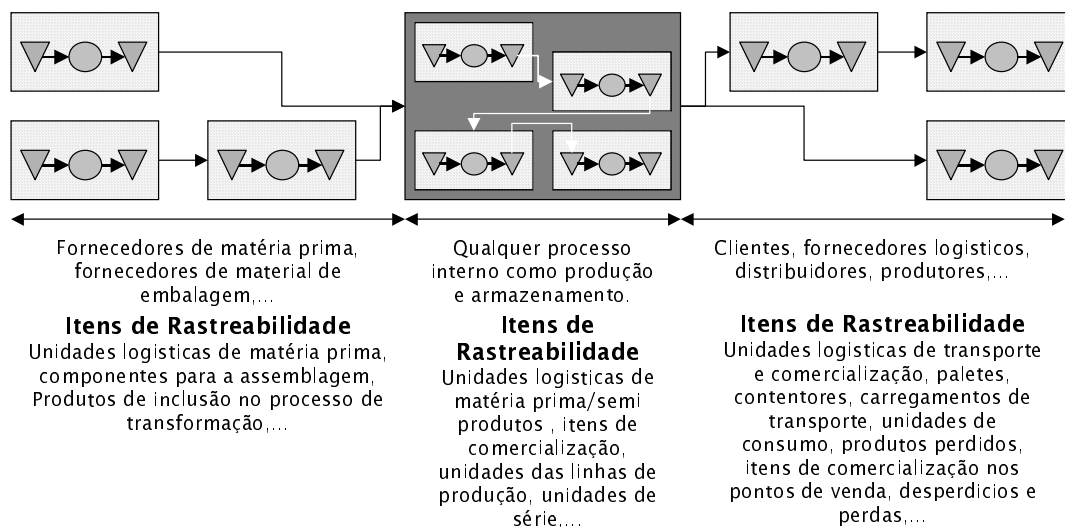 Fornecedores de matéria prima,
fornecedores de material de
embalagem,...
Itens de Rastreabilidade
Unidades logisticas de matéria prima,
componentes para a assemblagem,
Produtos de inclusão no processo de
transformação,...
Qualquer processo
interno como produção
e armazenamento.
Itens de
Rastreabilidade
Unidades logisticas de
matéria prima/semi
produtos , itens de
comercialização,
unidades das linhas de
produção, unidades de
série,...
Clientes, fornecedores logisticos,
distribuidores, produtores,...
Itens de Rastreabilidade
Unidades logisticas de transporte
e comercialização, paletes,
contentores, carregamentos de
transporte, unidades de
consumo, produtos perdidos,
itens de comercialização nos
pontos de venda, desperdicios e
perdas,...